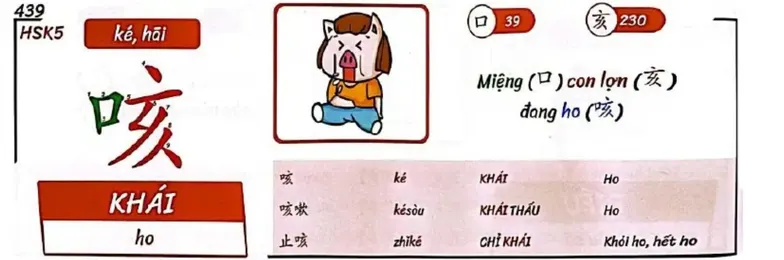 439
HSK5
ké, hāi
咳
KHÁI
ho
口 39
亥 230
Miệng (口) con lợn (亥)
đang ho (咳)
咳 ké KHÁI Ho
咳嗽 késòu KHÁI THẤU Ho
止咳 zhǐké CHỈ KHÁI Khỏi ho, hết ho